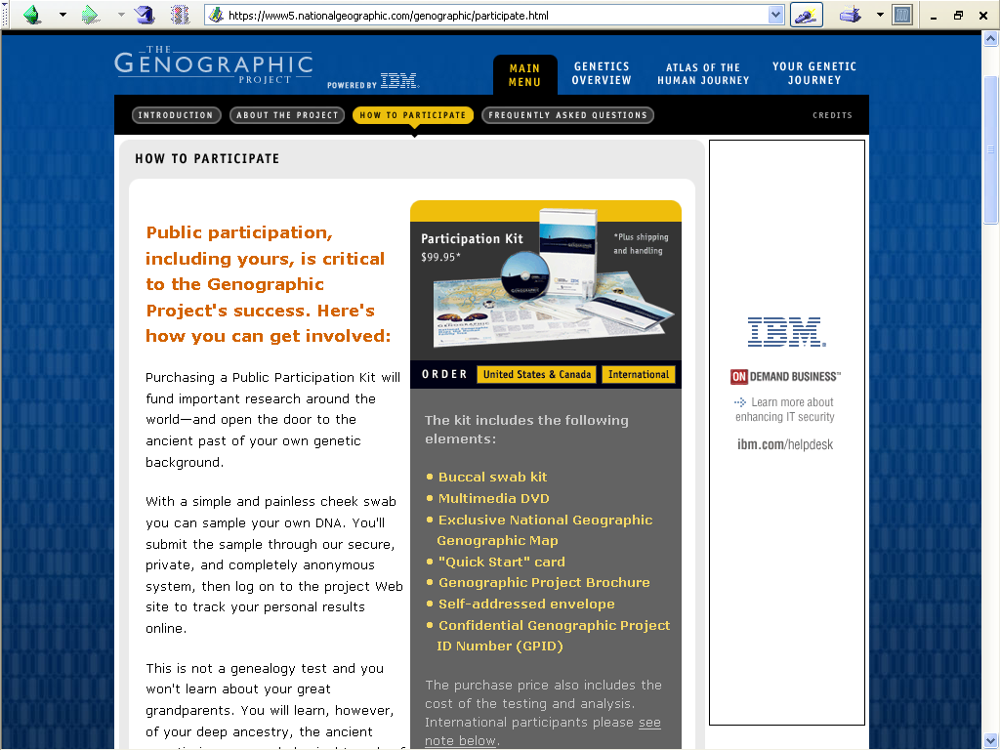 https://www5.nationalgeographic.com/genographic/participate.html
THE
GENOGRAPHIC
PROJECT
POWERED BY IBM.
MAIN
MENU
GENETICS
OVERVIEW
ATLAS OF THE
HUMAN JOURNEY
YOUR GENETIC
JOURNEY
INTRODUCTION
ABOUT THE PROJECT
HOW TO PARTICIPATE
FREQUENTLY ASKED QUESTIONS
CREDITS
HOW TO PARTICIPATE
Public participation,
including yours, is critical
to the Genographic
Project's success. Here's
how you can get involved:
Purchasing a Public Participation Kit will
fund important research around the
world—and open the door to the
ancient past of your own genetic
background.
With a simple and painless cheek swab
you can sample your own DNA. You'll
submit the sample through our secure,
private, and completely anonymous
system, then log on to the project Web
site to track your personal results
online.
This is not a genealogy test and you
won't learn about your great
grandparents. You will learn, however,
of your deep ancestry, the ancient
Participation Kit
$99.95*
*Plus shipping
and handling
GENOGRAPHIC
ORDER
United States & Canada
International
The kit includes the following
elements:
• Buccal swab kit
• Multimedia DVD
• Exclusive National Geographic
Genographic Map
• "Quick Start" card
• Genographic Project Brochure
• Self-addressed envelope
• Confidential Genographic Project
ID Number (GPID)
The purchase price also includes the
cost of the testing and analysis.
International participants please see
note below.
IBM.
ON DEMAND BUSINESS™
Learn more about
enhancing IT security
ibm.com/helpdesk